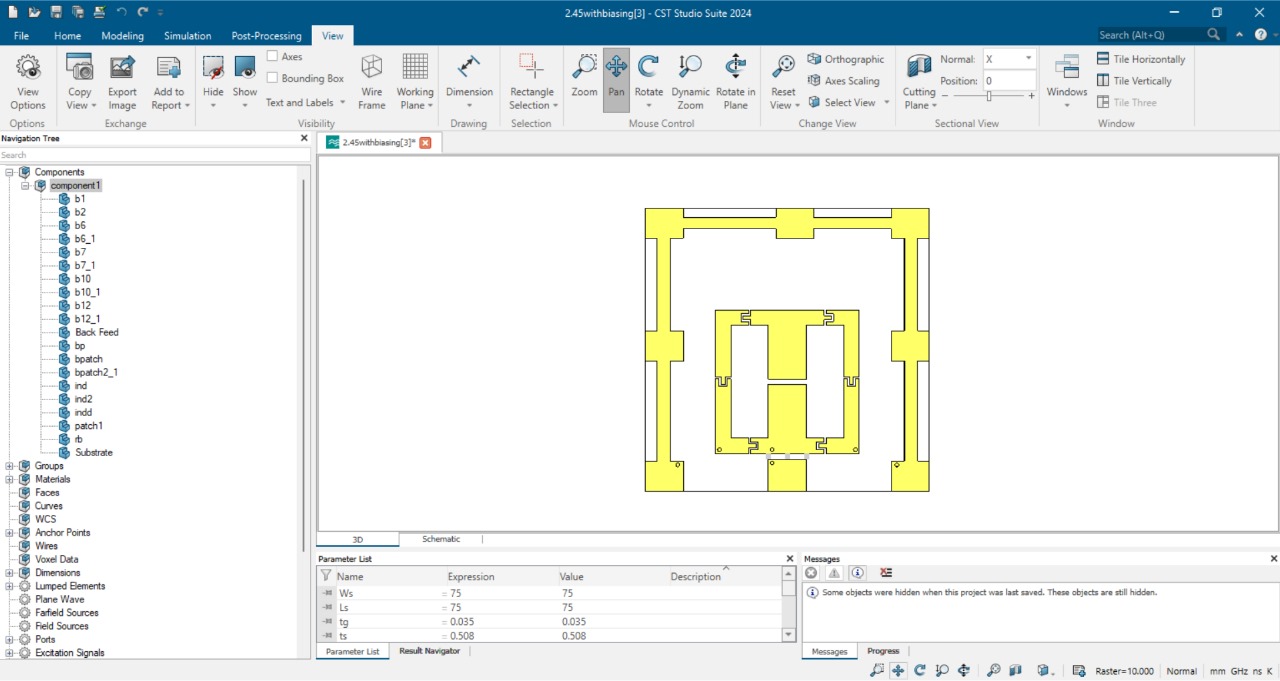 2.45withbiasing[3] - CST Studio Suite 2024
File Home Modeling Simulation Post-Processing View Search (Alt+Q)
View Options
Options
Copy View
Export Image
Add to Report
Exchange
Hide
Show
Axes
Bounding Box
Text and Labels
Wire Frame
Working Plane
Visibility
Dimension
Drawing
Rectangle Selection
Selection
Zoom
Pan
Rotate
Dynamic Zoom
Rotate in Plane
Mouse Control
Reset View
Orthographic
Axes Scaling
Select View
Change View
Cutting Plane
Normal: X
Position: 0
Sectional View
Windows
Tile Horizontally
Tile Vertically
Tile Three
Window
Navigation Tree
Search
Components
component1
b1
b2
b6
b6_1
b7
b7_1
b10
b10_1
b12
b12_1
Back Feed
bp
bpatch
bpatch2_1
ind
ind2
indd
patch1
rb
Substrate
Groups
Materials
Faces
Curves
WCS
Anchor Points
Wires
Voxel Data
Dimensions
Lumped Elements
Plane Wave
Farfield Sources
Field Sources
Ports
Excitation Signals
2.45withbiasing[3]*
3D Schematic
Parameter List
Name Expression Value Description
Ws = 75 75
Ls = 75 75
tg = 0.035 0.035
ts = 0.508 0.508
Parameter List Result Navigator
Messages
Some objects were hidden when this project was last saved. These objects are still hidden.
Messages Progress
Raster=10.000 Normal mm GHz ns K